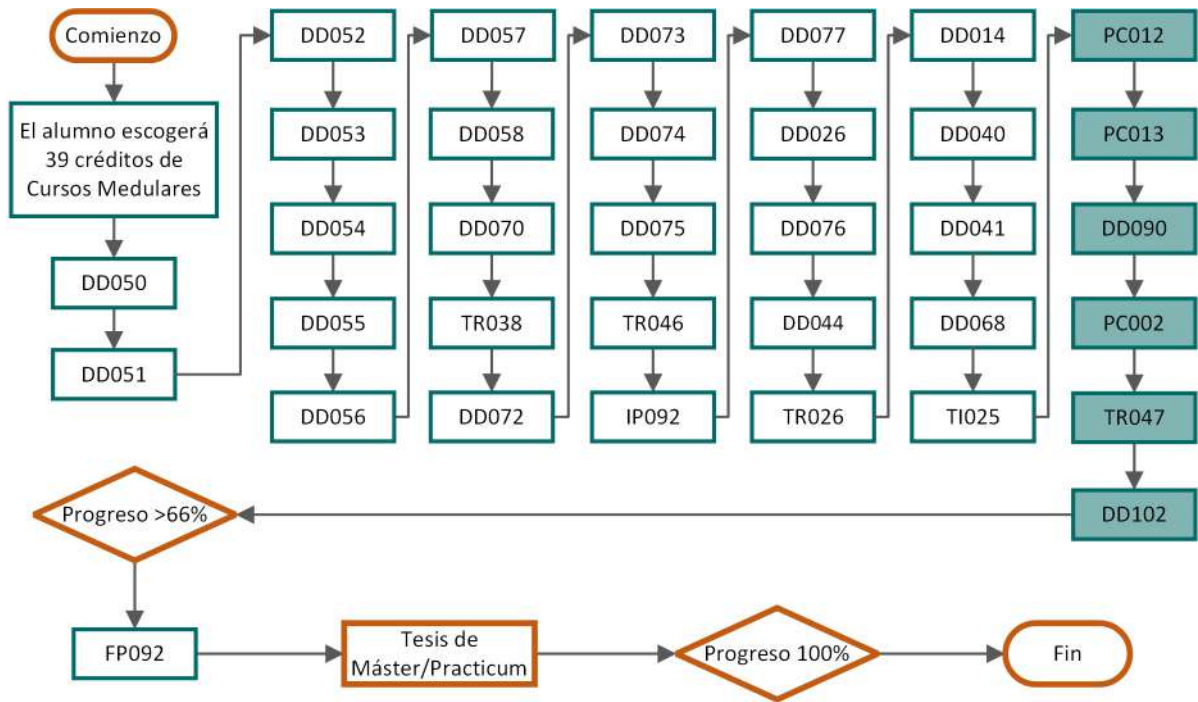 Comienzo
El alumno escogerá
39 créditos de
Cursos Medulares
DD050
DD051
DD052
DD053
DD054
DD055
DD056
DD057
DD058
DD070
TR038
DD072
DD073
DD074
DD075
TR046
IP092
DD077
DD026
DD076
DD044
TR026
DD014
DD040
DD041
DD068
TI025
PC012
PC013
DD090
PC002
TR047
DD102
Progreso >66%
FP092
Tesis de
Máster/Practicum
Progreso 100%
Fin